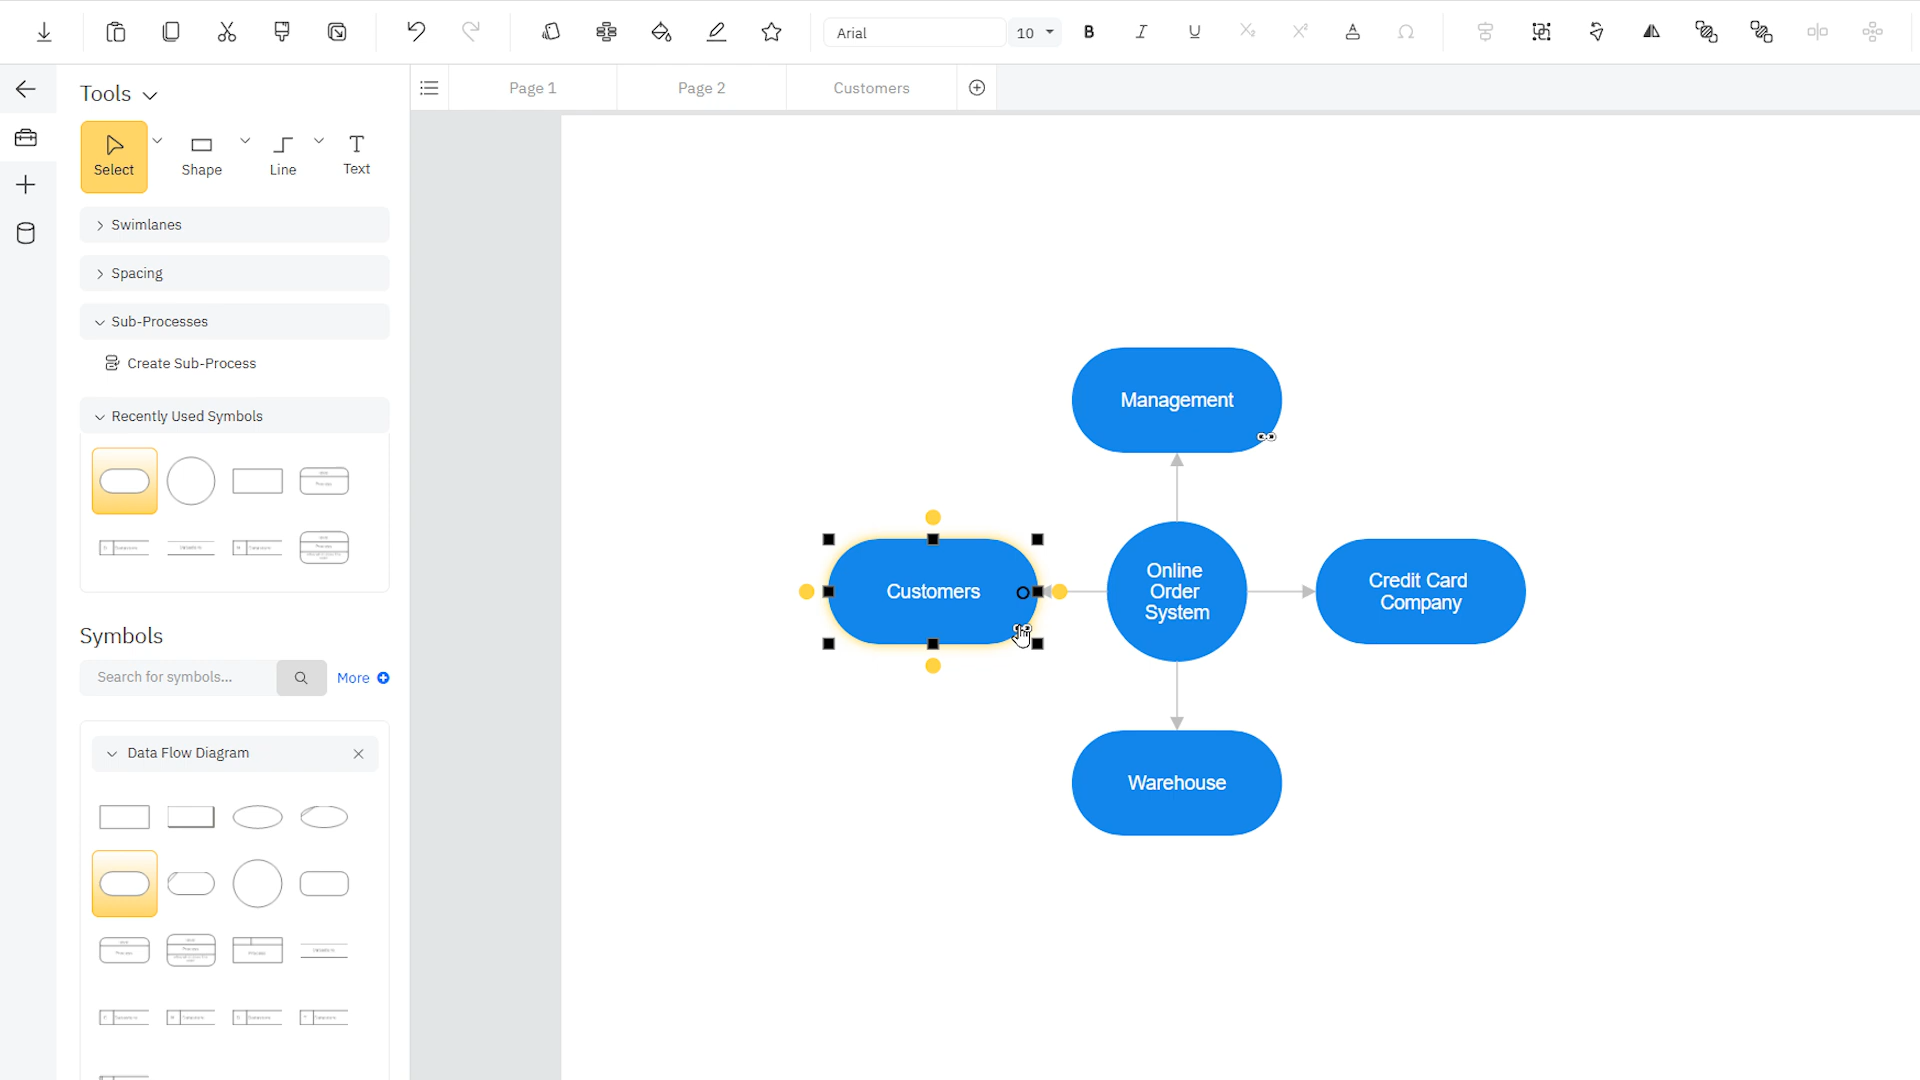 Arial
10
B
I
U
Tools
Page 1
Page 2
Customers
Select
Shape
Line
Text
Swimlanes
Spacing
Sub-Processes
Create Sub-Process
Recently Used Symbols
Symbols
Search for symbols...
More
Data Flow Diagram
Management
Customers
Online
Order
System
Credit Card
Company
Warehouse